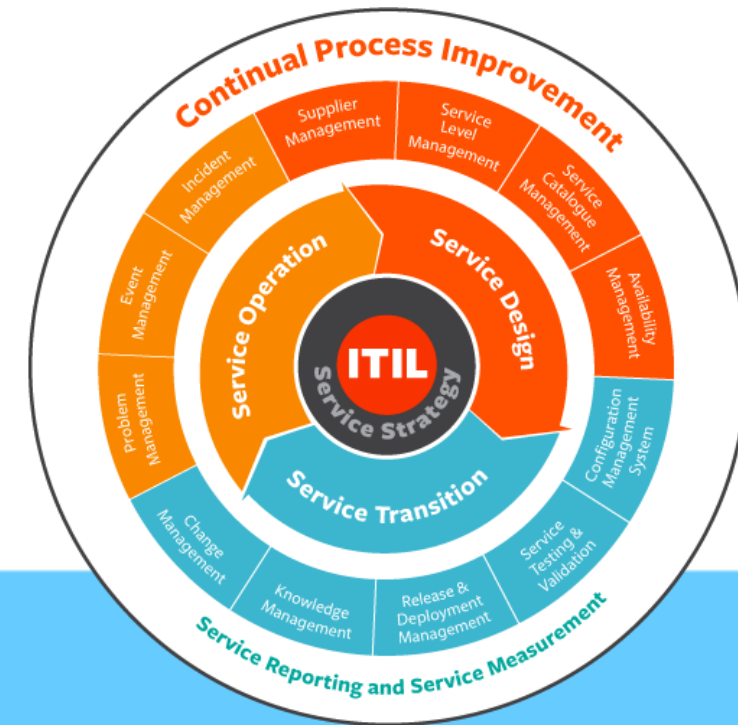 Continual Process Improvement
Supplier
Management
Service
Level
Management
Service
Catalogue
Management
Availability
Management
Configuration
Management
System
Service
Testing &
Validation
Release &
Deployment
Management
Knowledge
Management
Change
Management
Problem
Management
Event
Management
Incident
Management
Service Operation
Service Design
Service Transition
ITIL
Service Strategy
Service Reporting and Service Measurement